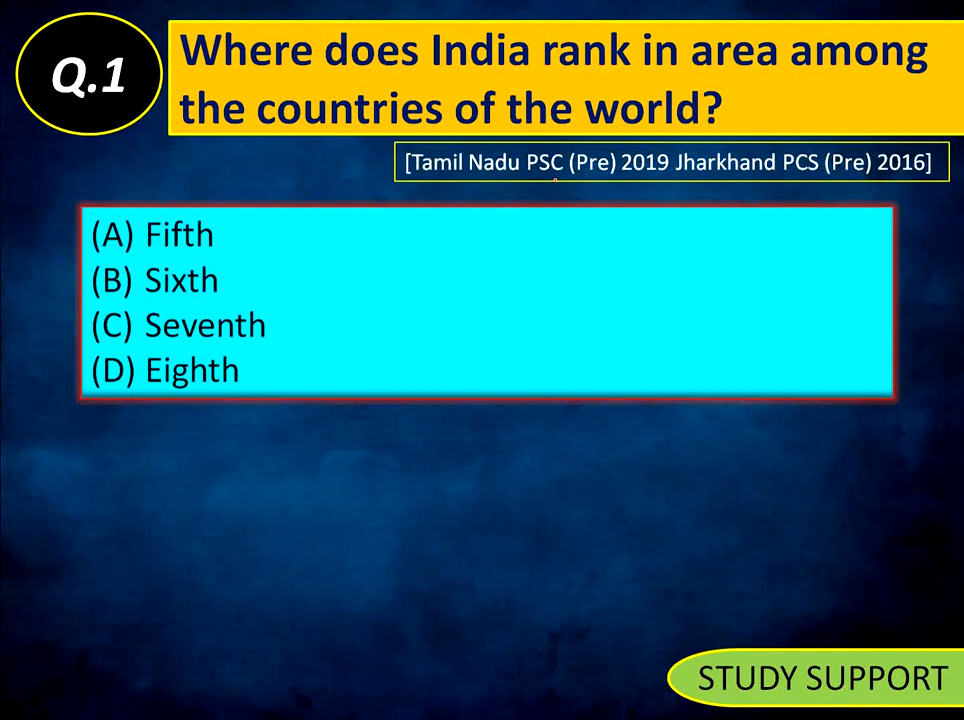 Q.1
Where does India rank in area among
the countries of the world?
[Tamil Nadu PSC (Pre) 2019 Jharkhand PCS (Pre) 2016]
(A) Fifth
(B) Sixth
(C) Seventh
(D) Eighth
STUDY SUPPORT